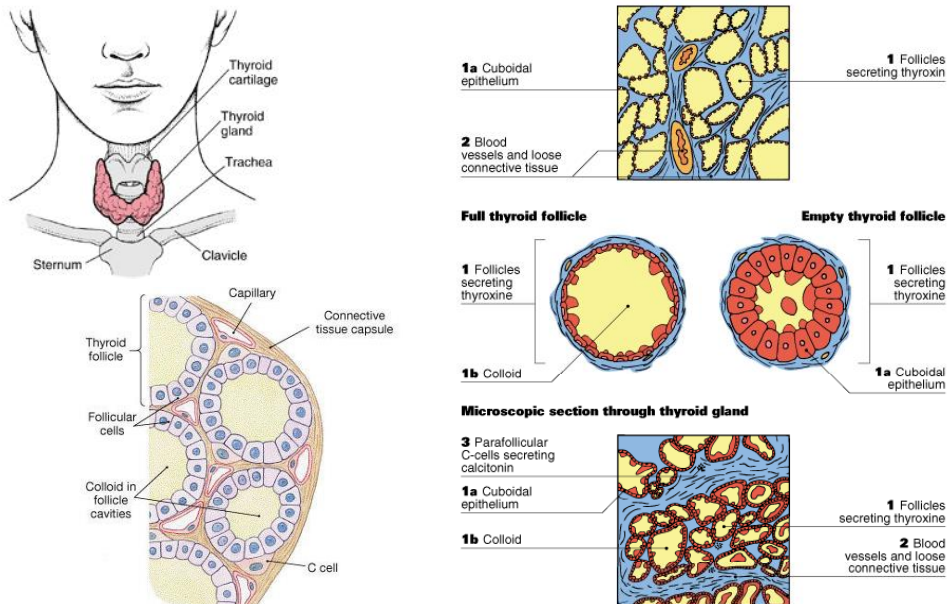 Thyroid
cartilage
Thyroid
gland
Trachea
Clavicle
Sternum
Capillary
Connective
tissue capsule
Thyroid
follicle
Follicular
cells
Colloid in
follicle
cavities
C cell
1a Cuboidal
epithelium
2 Blood
vessels and loose
connective tissue
1 Follicles
secreting thyroxin
Full thyroid follicle
Empty thyroid follicle
1 Follicles
secreting
thyroxine
1b Colloid
1 Follicles
secreting
thyroxine
1a Cuboidal
epithelium
Microscopic section through thyroid gland
3 Parafollicular
C-cells secreting
calcitonin
1a Cuboidal
epithelium
1b Colloid
1 Follicles
secreting thyroxine
2 Blood
vessels and loose
connective tissue